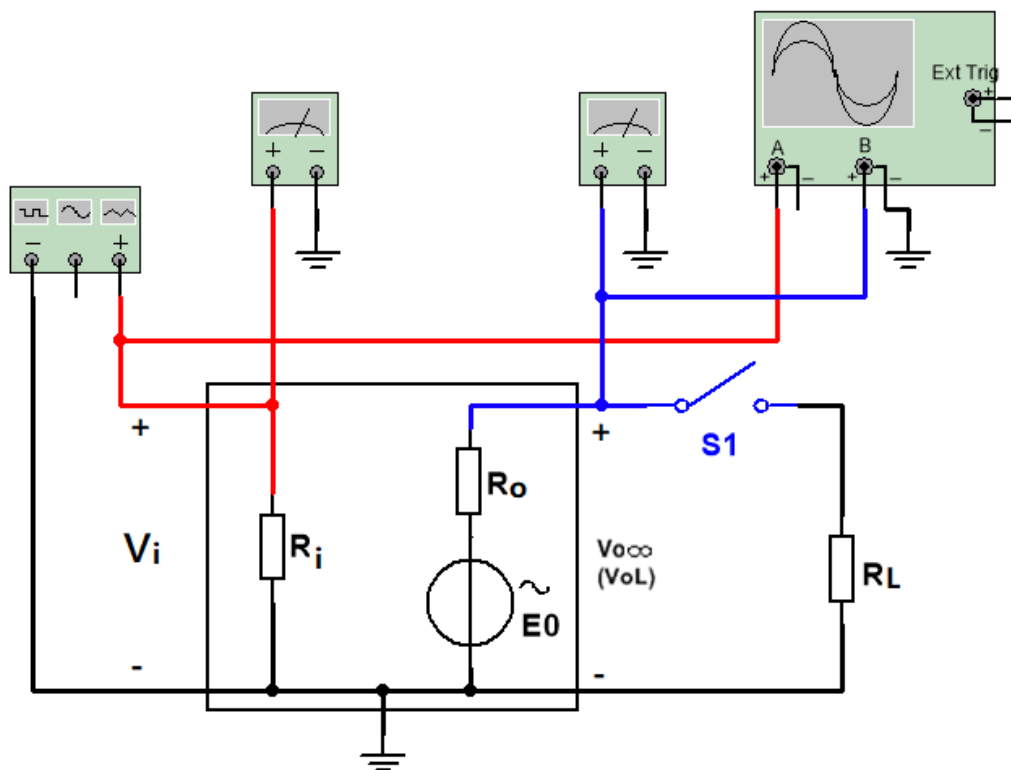 Ext Trig
+
−
A
B
+
−
+
−
+ −
+ −
− +
+
+
S1
Ro
Vi
Ri
Vo∞
(VoL)
RL
E0
-
-